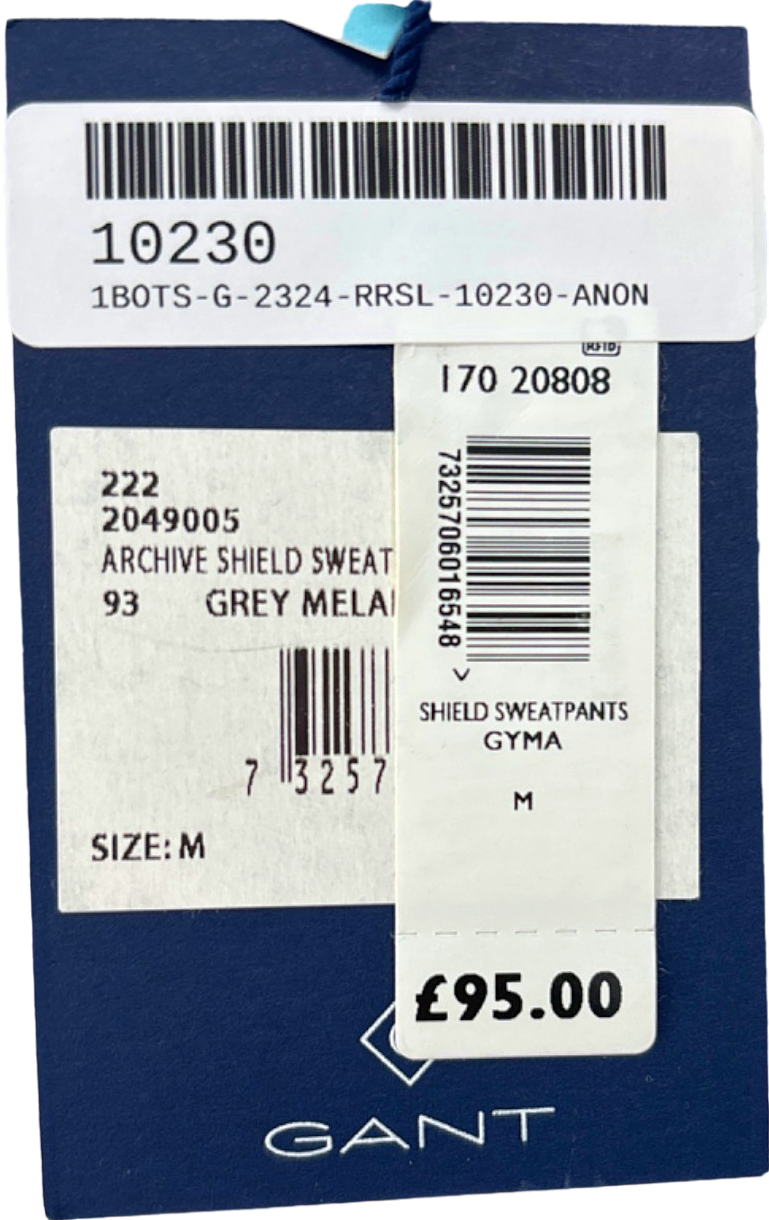 10230
1BOTS-G-2324-RRSL-10230-ANON
RFID
170 20808
7325706016548
SHIELD SWEATPANTS
GYMA
M
£95.00
222
2049005
ARCHIVE SHIELD SWEAT
93 GREY MELA
7 3257
SIZE: M
GANT